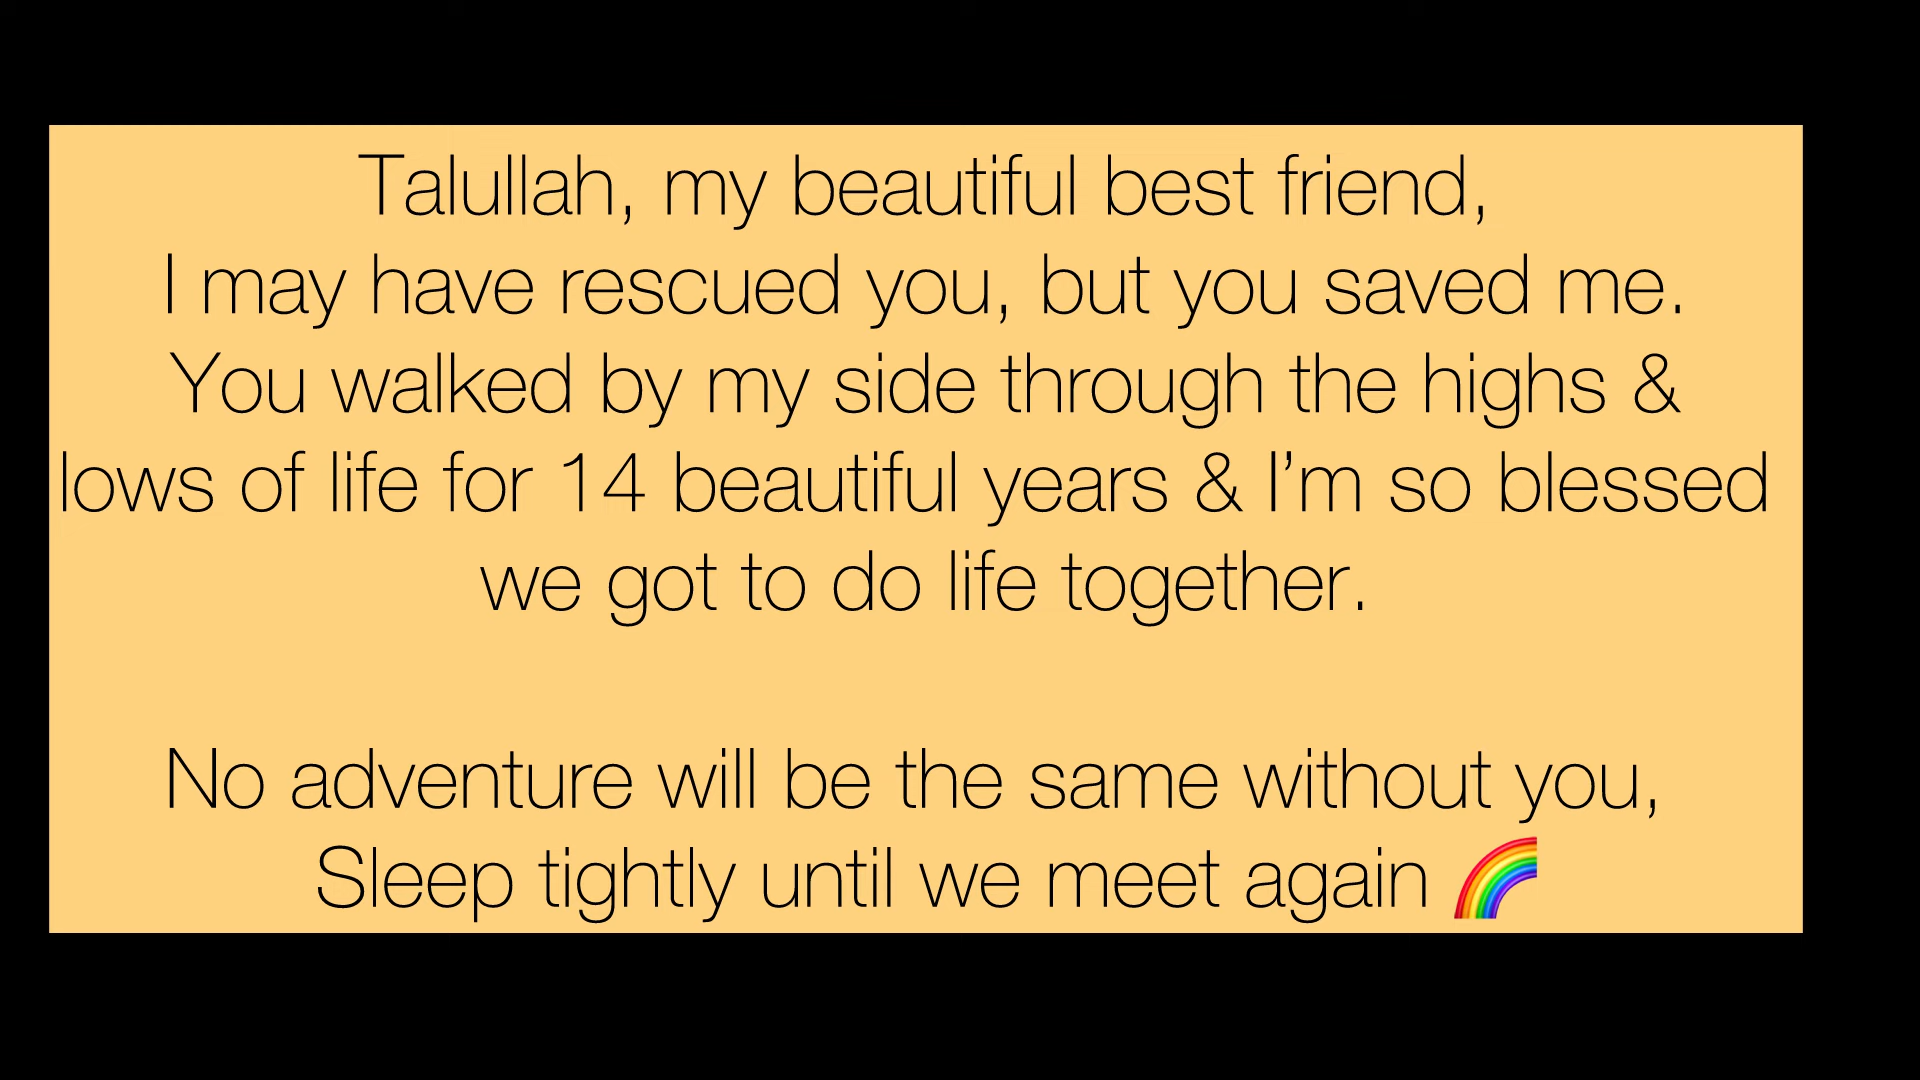 Talullah, my beautiful best friend,
I may have rescued you, but you saved me.
You walked by my side through the highs &
lows of life for 14 beautiful years & I’m so blessed
we got to do life together.
No adventure will be the same without you,
Sleep tightly until we meet again 🌈